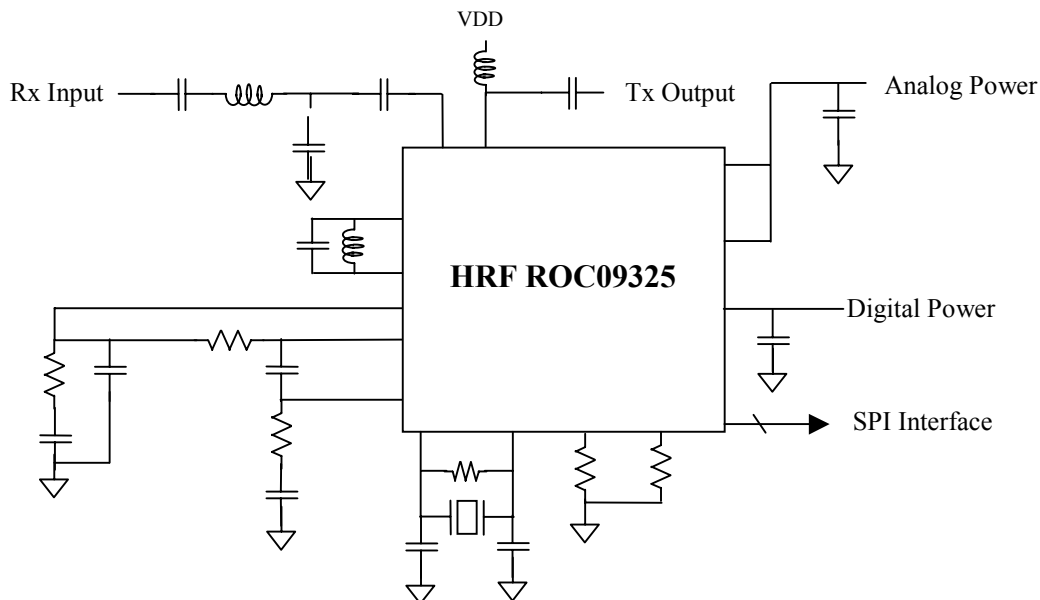 VDD
Rx Input
Tx Output
Analog Power
HRF ROC09325
Digital Power
SPI Interface